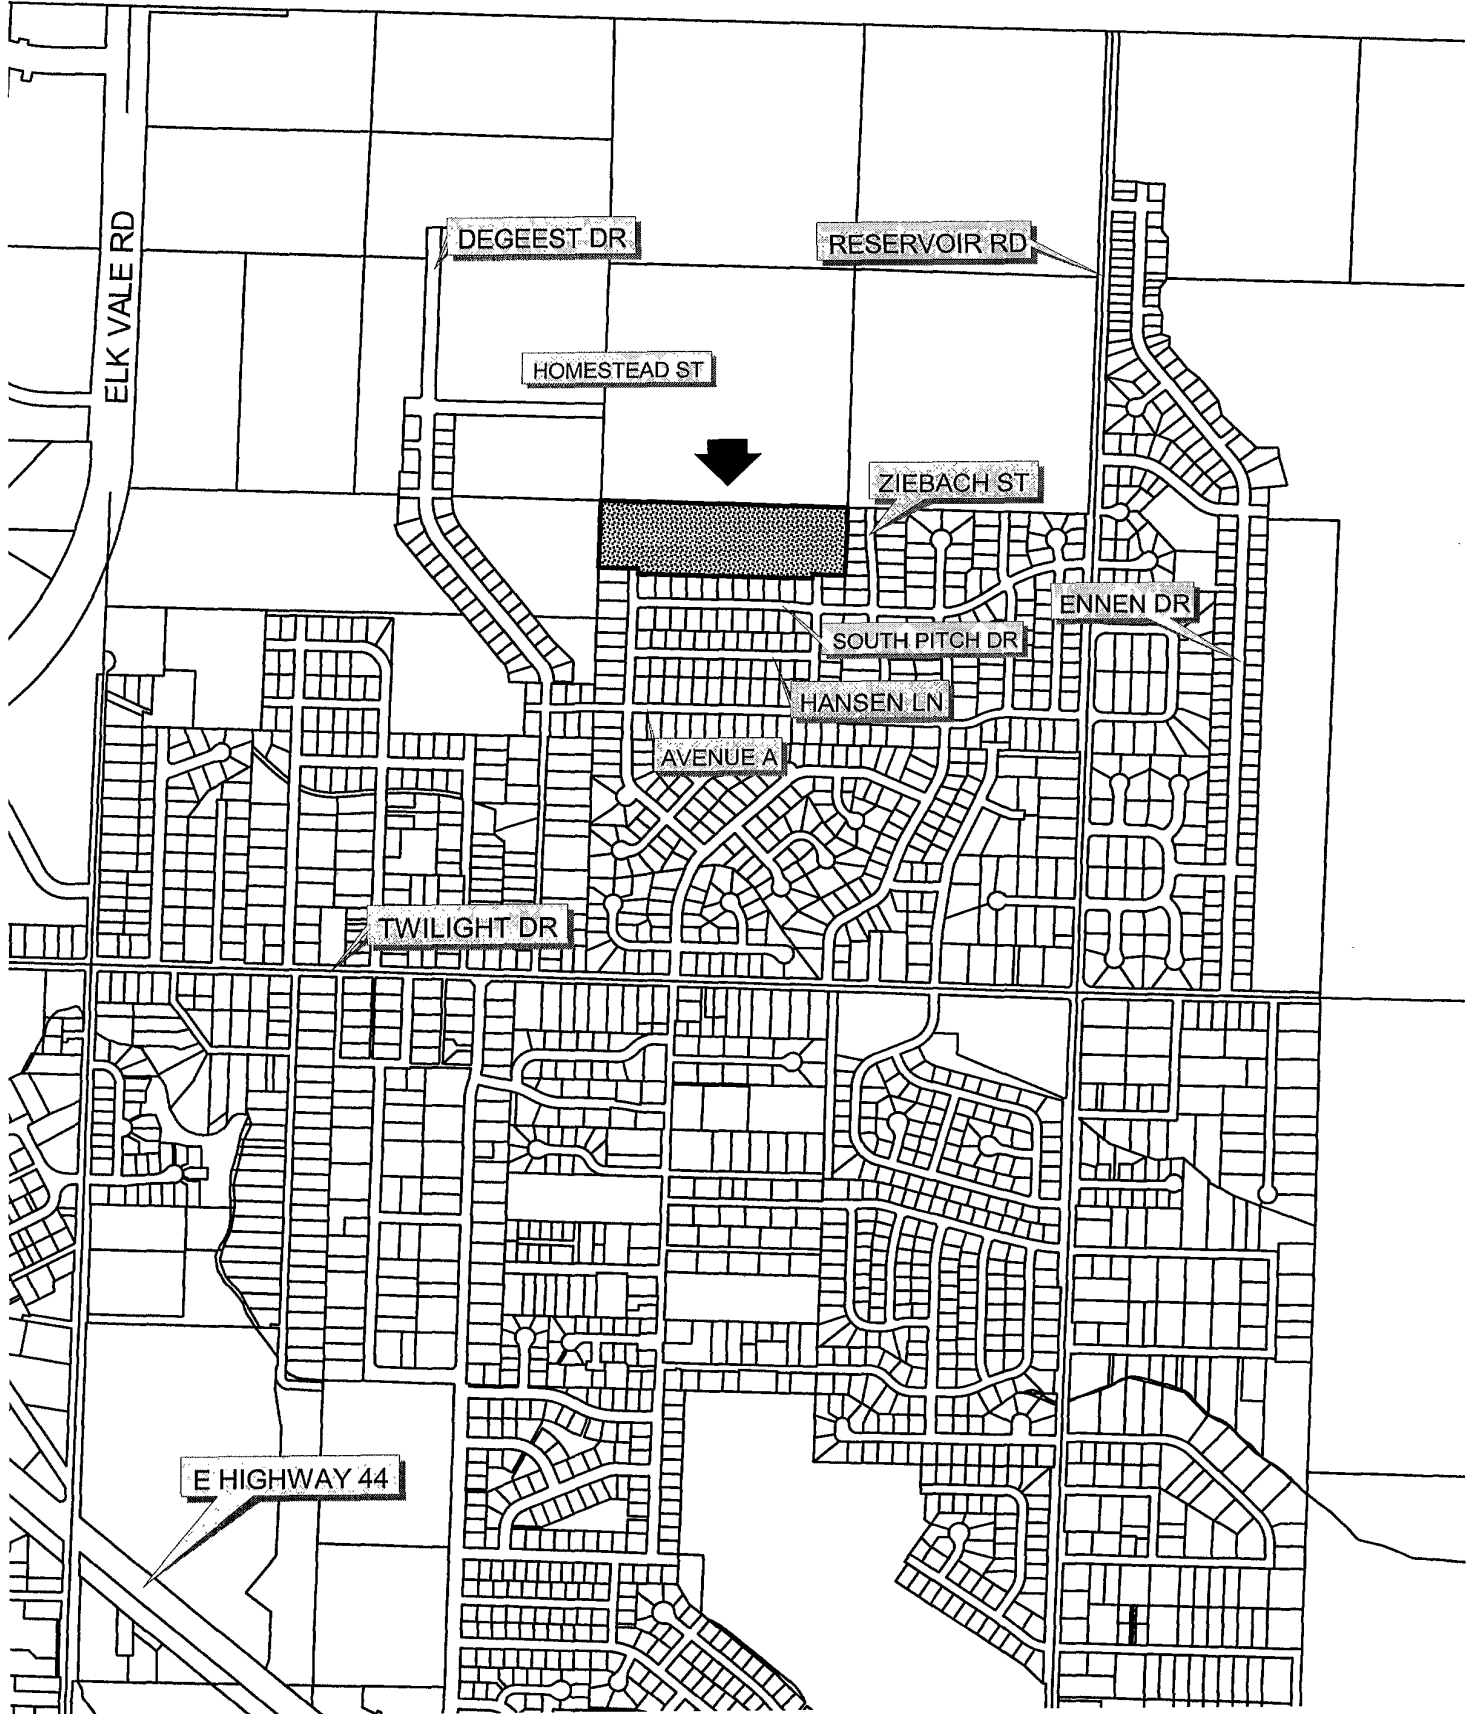 DEGEEST DR
RESERVOIR RD
ELK VALE RD
HOMESTEAD ST
ZIEBACH ST
ENNEN DR
SOUTH PITCH DR
HANSEN LN
AVENUE A
TWILIGHT DR
E HIGHWAY 44